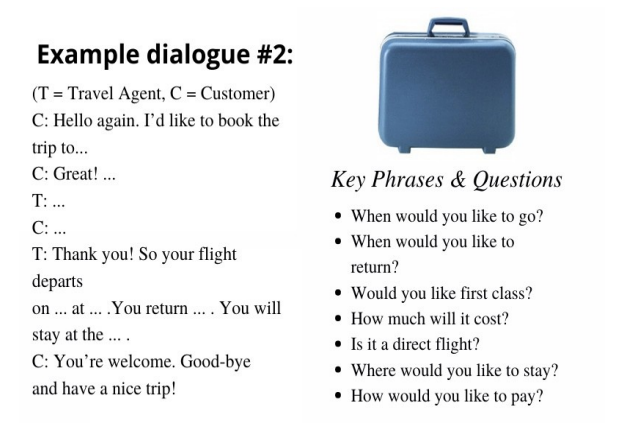 Example dialogue #2:
(T = Travel Agent, C = Customer)
C: Hello again. I’d like to book the
trip to...
C: Great! ...
T: ...
C: ...
T: Thank you! So your flight
departs
on ... at ... .You return ... . You will
stay at the ... .
C: You’re welcome. Good-bye
and have a nice trip!
Key Phrases & Questions
• When would you like to go?
• When would you like to
return?
• Would you like first class?
• How much will it cost?
• Is it a direct flight?
• Where would you like to stay?
• How would you like to pay?